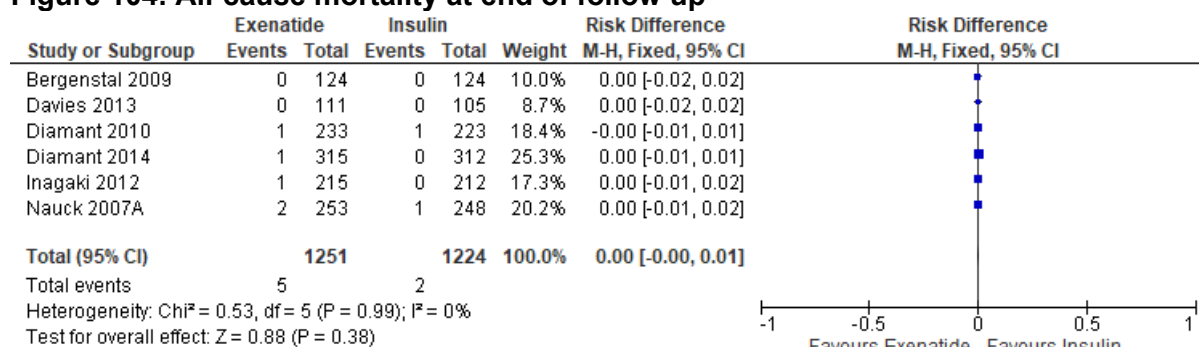 Figure 104: All-cause mortality at end of follow up
Exenatide Insulin Risk Difference Risk Difference
Study or Subgroup Events Total Events Total Weight M-H, Fixed, 95% CI M-H, Fixed, 95% CI
Bergenstal 2009 0 124 0 124 10.0% 0.00 [-0.02, 0.02]
Davies 2013 0 111 0 105 8.7% 0.00 [-0.02, 0.02]
Diamant 2010 1 233 1 223 18.4% -0.00 [-0.01, 0.01]
Diamant 2014 1 315 0 312 25.3% 0.00 [-0.01, 0.01]
Inagaki 2012 1 215 0 212 17.3% 0.00 [-0.01, 0.02]
Nauck 2007A 2 253 1 248 20.2% 0.00 [-0.01, 0.02]
Total (95% CI) 1251 1224 100.0% 0.00 [-0.00, 0.01]
Total events 5 2
Heterogeneity: Chi² = 0.53, df = 5 (P = 0.99); I² = 0%
Test for overall effect: Z = 0.88 (P = 0.38)
-1 -0.5 0 0.5 1
Favours Exenatide Favours Insulin